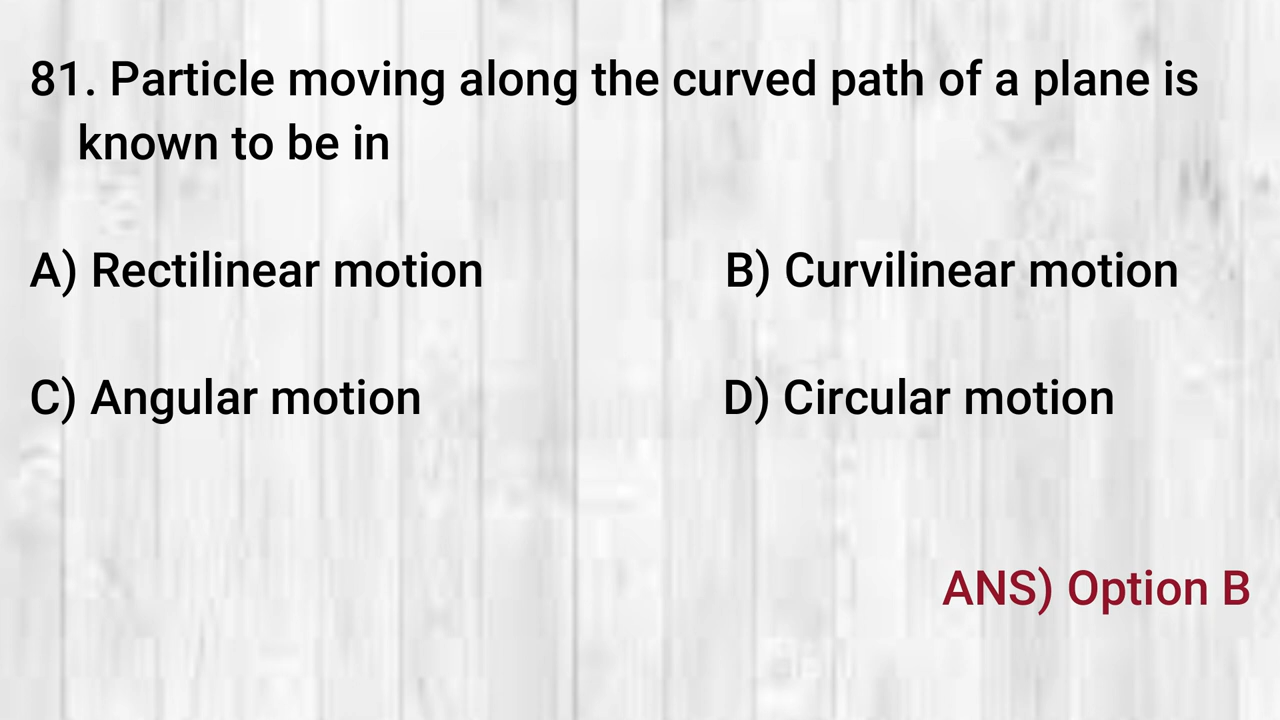 81. Particle moving along the curved path of a plane is
known to be in
A) Rectilinear motion B) Curvilinear motion
C) Angular motion D) Circular motion
ANS) Option B